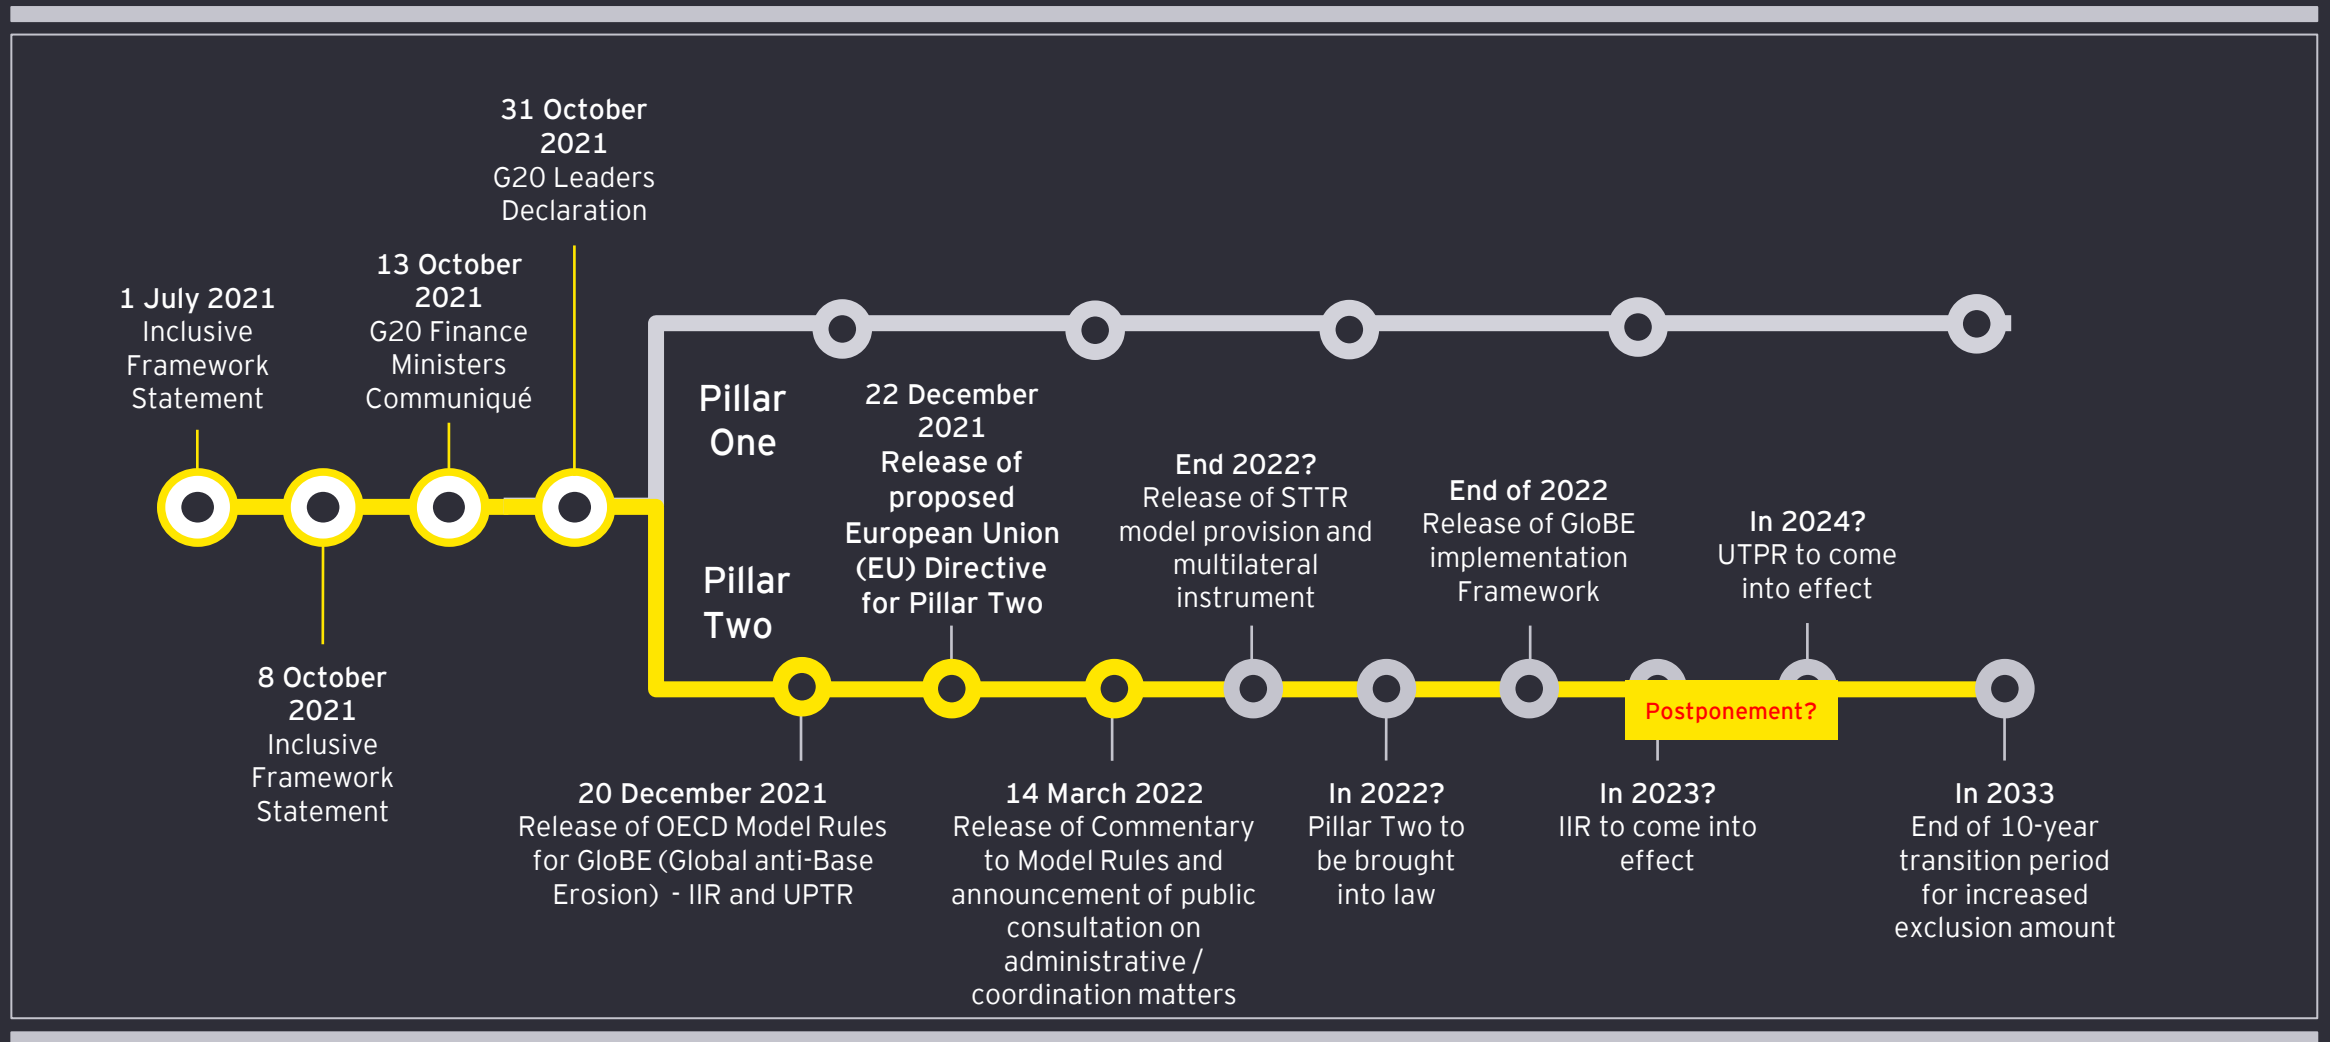 31 October
2021
G20 Leaders
Declaration
13 October
2021
G20 Finance
Ministers
Communiqué
1 July 2021
Inclusive
Framework
Statement
8 October
2021
Inclusive
Framework
Statement
Pillar
One
Pillar
Two
22 December
2021
Release of
proposed
European Union
(EU) Directive
for Pillar Two
End 2022?
Release of STTR
model provision and
multilateral
instrument
End of 2022
Release of GloBE
implementation
Framework
In 2024?
UTPR to come
into effect
Postponement?
20 December 2021
Release of OECD Model Rules
for GloBE (Global anti-Base
Erosion) - IIR and UPTR
14 March 2022
Release of Commentary
to Model Rules and
announcement of public
consultation on
administrative /
coordination matters
In 2022?
Pillar Two to
be brought
into law
In 2023?
IIR to come into
effect
In 2033
End of 10-year
transition period
for increased
exclusion amount